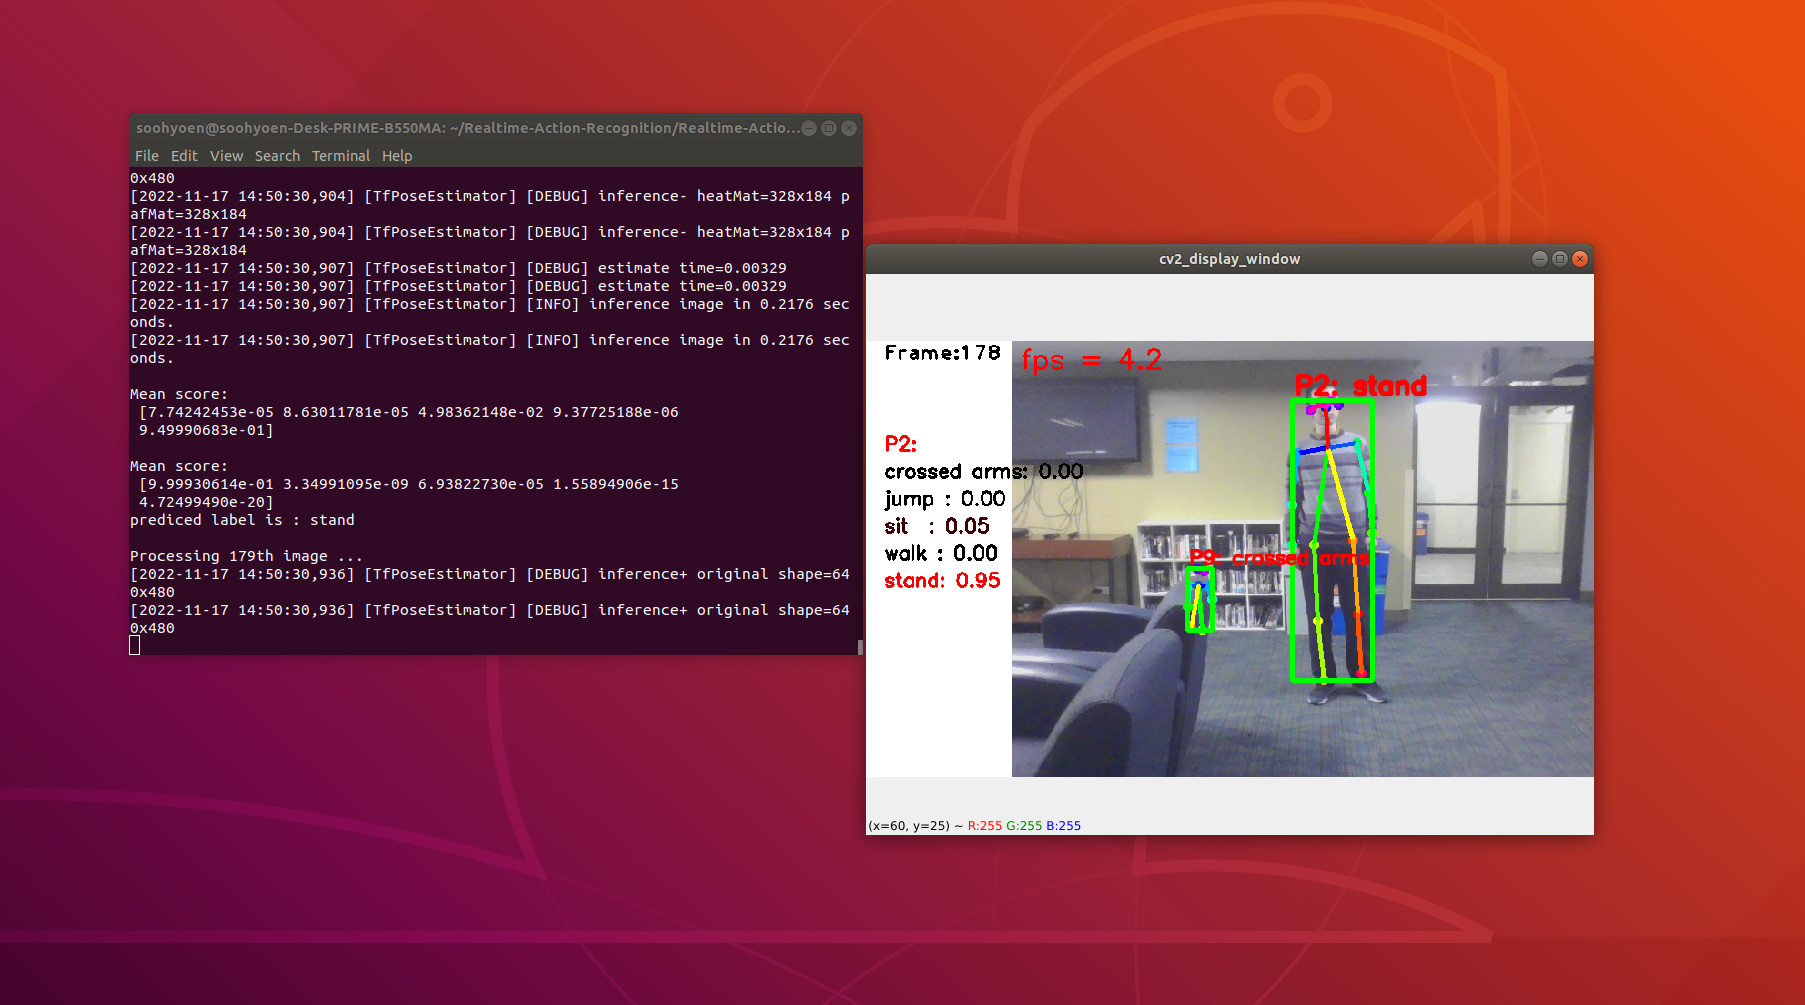 soohyoen@soohyoen-Desk-PRIME-B550MA: ~/Realtime-Action-Recognition/Realtime-Actio...
File Edit View Search Terminal Help
0x480
[2022-11-17 14:50:30,904] [TfPoseEstimator] [DEBUG] inference- heatMat=328x184 p
afMat=328x184
[2022-11-17 14:50:30,904] [TfPoseEstimator] [DEBUG] inference- heatMat=328x184 p
afMat=328x184
[2022-11-17 14:50:30,907] [TfPoseEstimator] [DEBUG] estimate time=0.00329
[2022-11-17 14:50:30,907] [TfPoseEstimator] [DEBUG] estimate time=0.00329
[2022-11-17 14:50:30,907] [TfPoseEstimator] [INFO] inference image in 0.2176 sec
onds.
[2022-11-17 14:50:30,907] [TfPoseEstimator] [INFO] inference image in 0.2176 sec
onds.
Mean score:
[7.74242453e-05 8.63011781e-05 4.98362148e-02 9.37725188e-06
9.49990683e-01]
Mean score:
[9.99930614e-01 3.34991095e-09 6.93822730e-05 1.55894906e-15
4.72499490e-20]
prediced label is : stand
Processing 179th image ...
[2022-11-17 14:50:30,936] [TfPoseEstimator] [DEBUG] inference+ original shape=64
0x480
[2022-11-17 14:50:30,936] [TfPoseEstimator] [DEBUG] inference+ original shape=64
0x480
cv2_display_window
Frame:178
fps = 4.2
P2: stand
P2:
crossed arms: 0.00
jump : 0.00
sit : 0.05
walk : 0.00
stand: 0.95
P9: crossed arms
(x=60, y=25) ~ R:255 G:255 B:255